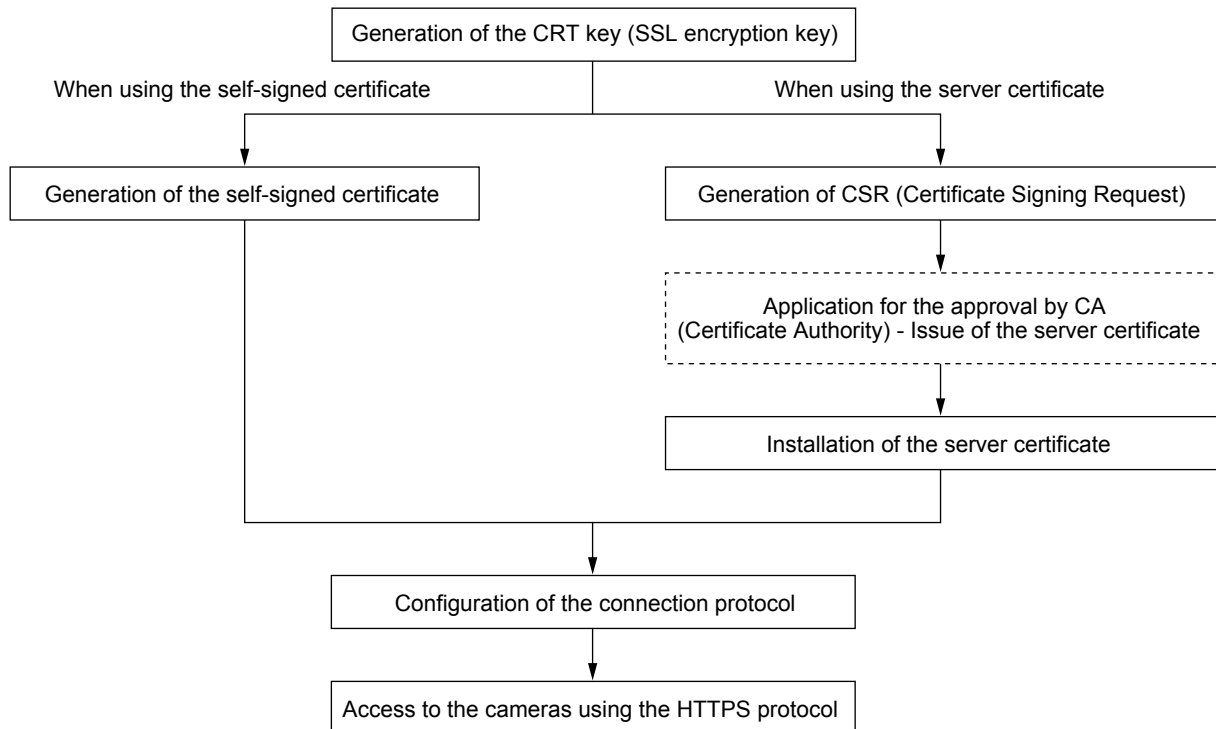 Generation of the CRT key (SSL encryption key)
When using the self-signed certificate
When using the server certificate
Generation of the self-signed certificate
Generation of CSR (Certificate Signing Request)
Application for the approval by CA
(Certificate Authority) - Issue of the server certificate
Installation of the server certificate
Configuration of the connection protocol
Access to the cameras using the HTTPS protocol